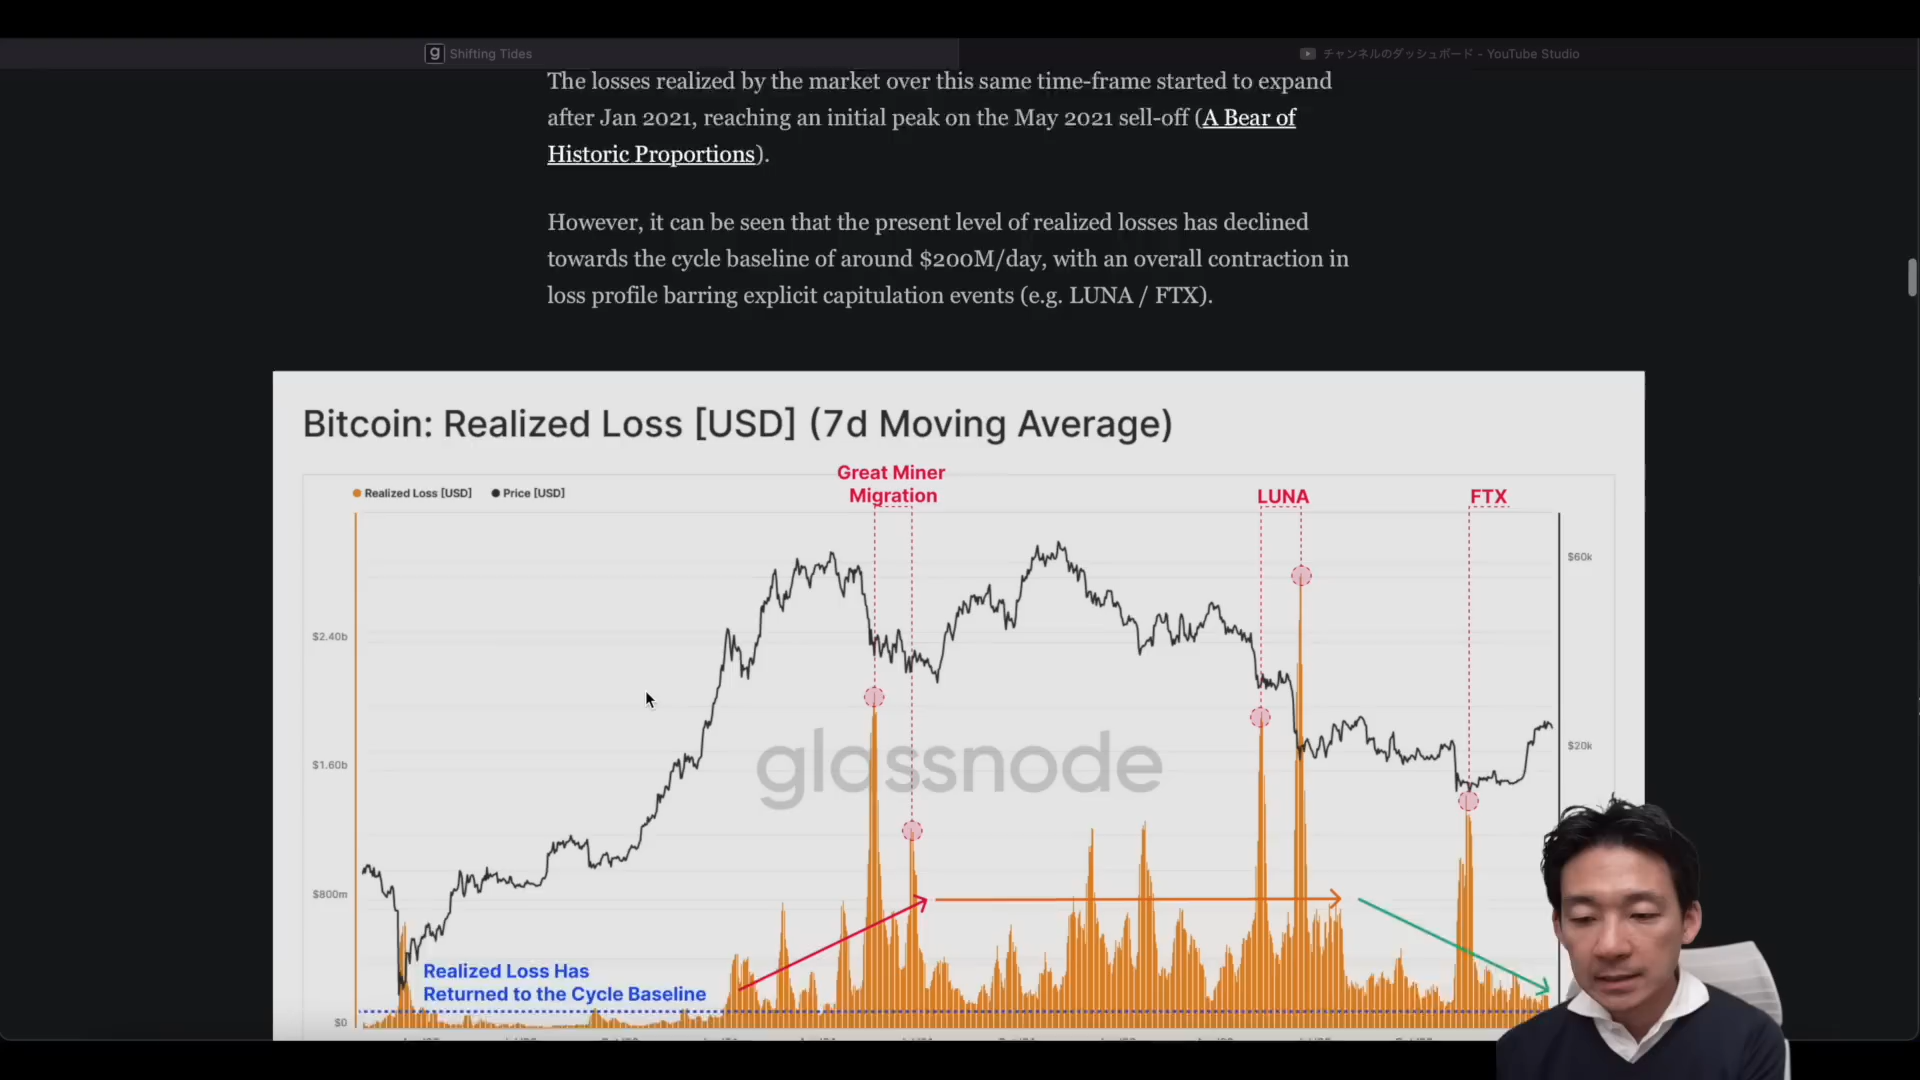 Shifting Tides
チャンネルのダッシュボード - YouTube Studio
The losses realized by the market over this same time-frame started to expand
after Jan 2021, reaching an initial peak on the May 2021 sell-off (A Bear of
Historic Proportions).
However, it can be seen that the present level of realized losses has declined
towards the cycle baseline of around $200M/day, with an overall contraction in
loss profile barring explicit capitulation events (e.g. LUNA / FTX).
Bitcoin: Realized Loss [USD] (7d Moving Average)
Great Miner
Migration
LUNA
FTX
Realized Loss [USD]
Price [USD]
$60k
$2.40b
$20k
$1.60b
glassnode
$800m
Realized Loss Has
Returned to the Cycle Baseline
$0